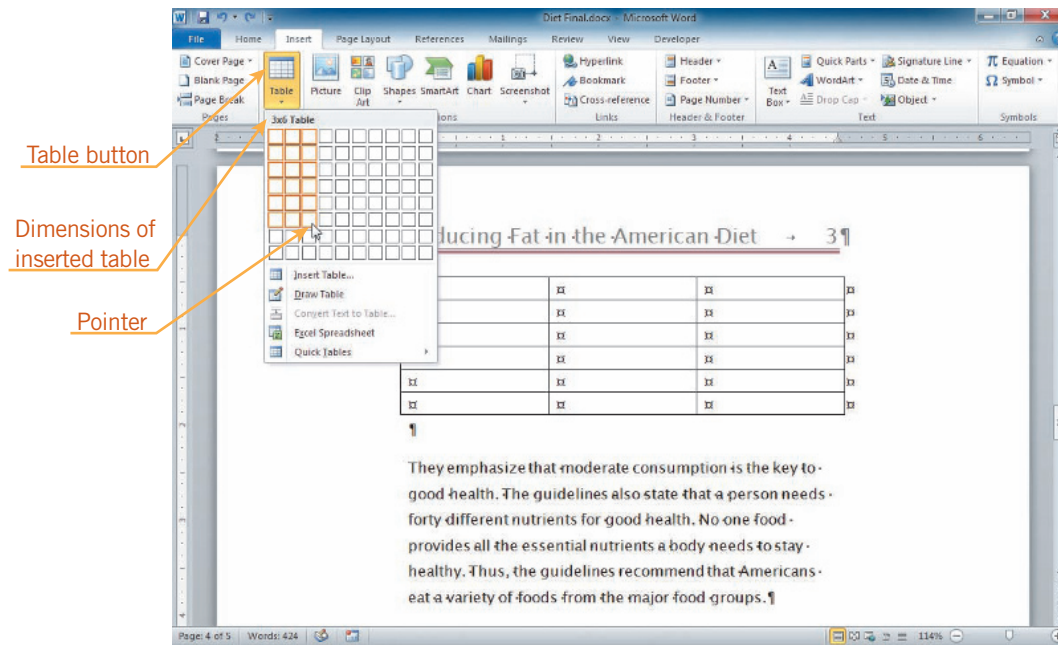 Diet Final.docx - Microsoft Word
File Home Insert Page Layout References Mailings Review View Developer
Cover Page
Blank Page
Page Break
Pages
Table
Picture
Clip Art
Shapes
SmartArt
Chart
Screenshot
ons
Hyperlink
Bookmark
Cross-reference
Links
Header
Footer
Page Number
Header & Footer
Text Box
Quick Parts
WordArt
Drop Cap
Signature Line
Date & Time
Object
Text
Equation
Symbol
Symbols
3x6 Table
Insert Table...
Draw Table
Convert Text to Table...
Excel Spreadsheet
Quick Tables
Table button
Dimensions of
inserted table
Pointer
1 2 3 4 5 6
ducing Fat in the American Diet → 3¶
¤ ¤ ¤
¤ ¤ ¤
¤ ¤ ¤
¤ ¤ ¤
¤ ¤ ¤ ¤
¤ ¤ ¤ ¤
¶
They emphasize that moderate consumption is the key to
good health. The guidelines also state that a person needs
forty different nutrients for good health. No one food
provides all the essential nutrients a body needs to stay
healthy. Thus, the guidelines recommend that Americans
eat a variety of foods from the major food groups.¶
Page: 4 of 5 Words: 424 114%